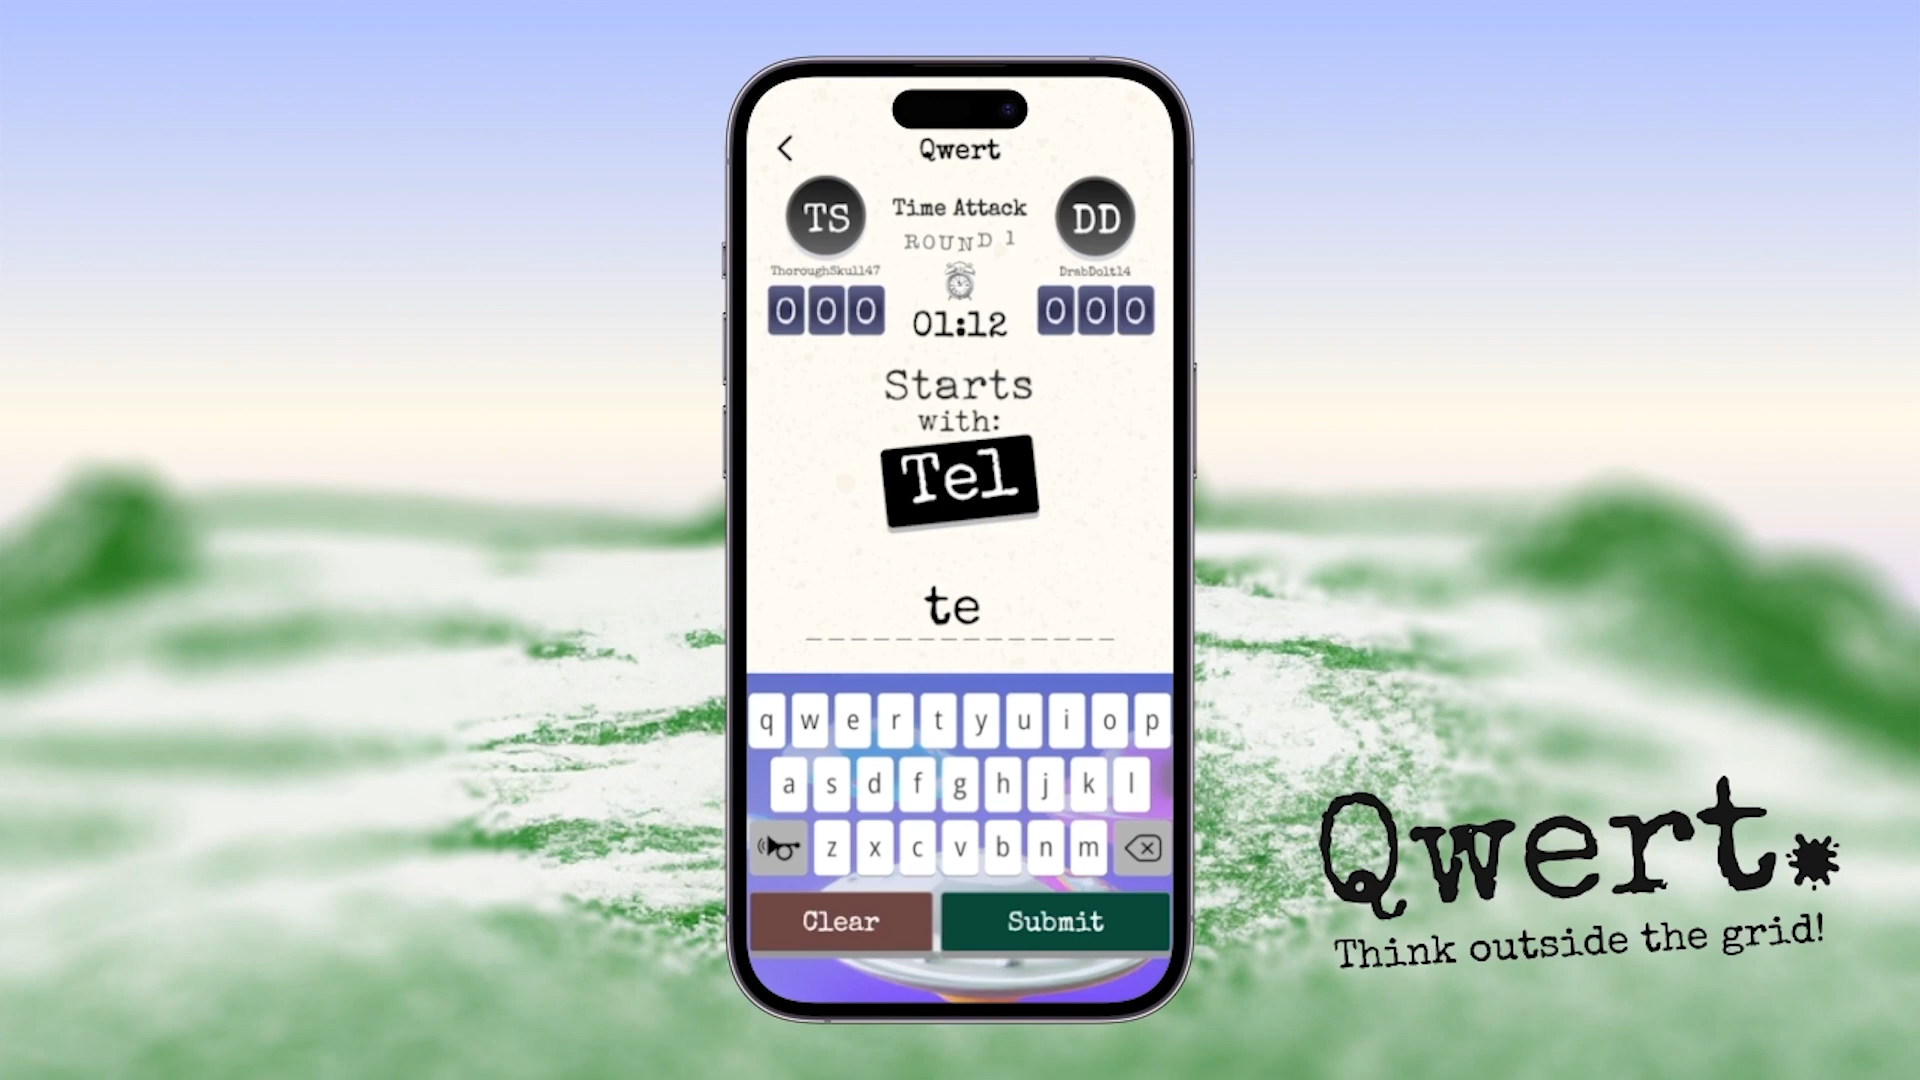 Qwert
TS
Time Attack
DD
ROUND 1
ThoroughSkull47
DrabDolt14
000
01:12
000
Starts
with:
Tel
te
q w e r t y u i o p
a s d f g h j k l
z x c v b n m
Clear
Submit
Qwert.
Think outside the grid!